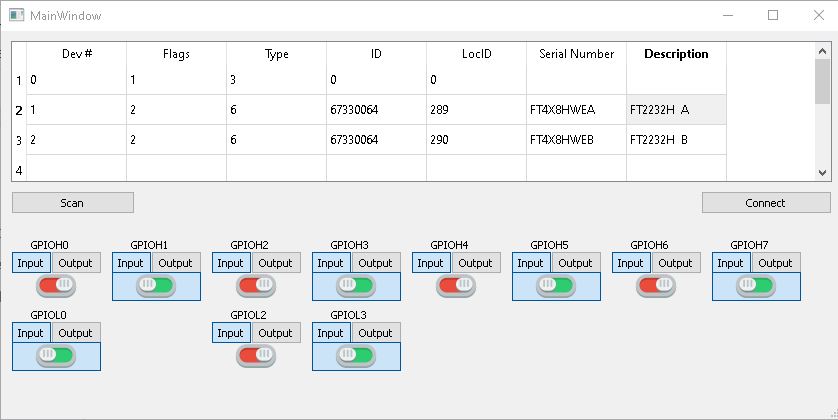 MainWindow
Dev # Flags Type ID LocID Serial Number Description
1 0 1 3 0 0
2 1 2 6 67330064 289 FT4X8HWEA FT2232H A
3 2 2 6 67330064 290 FT4X8HWEB FT2232H B
4
Scan Connect
GPIOH0 GPIOH1 GPIOH2 GPIOH3 GPIOH4 GPIOH5 GPIOH6 GPIOH7
Input Output Input Output Input Output Input Output Input Output Input Output Input Output Input Output
GPIOL0 GPIOL2 GPIOL3
Input Output Input Output Input Output